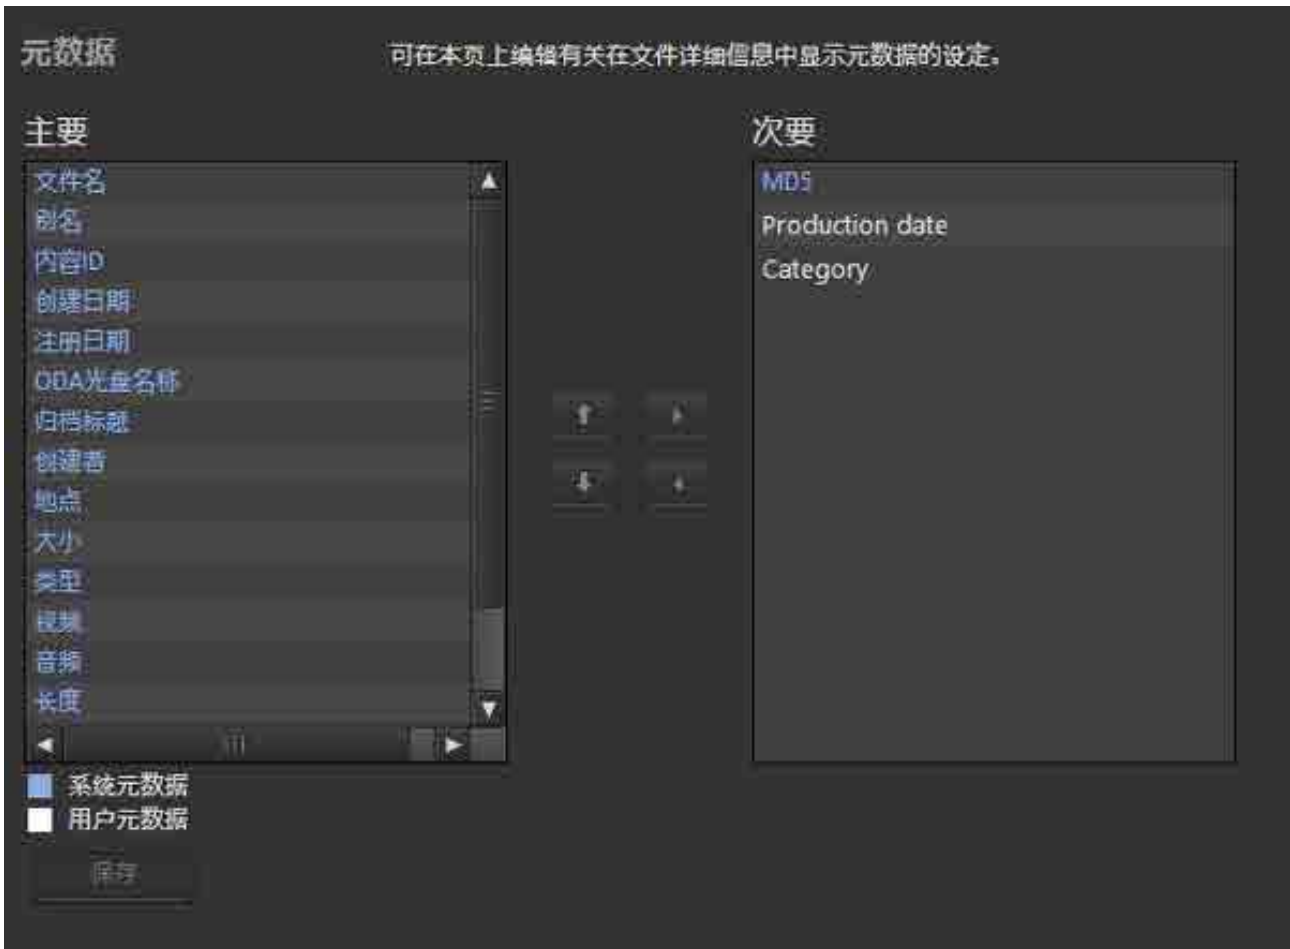 元数据
可在本页上编辑有关在文件详细信息中显示元数据的设定。
主要
文件名
别名
内容ID
创建日期
注册日期
ODA光盘名称
归档标题
创建者
地点
大小
类型
视频
音频
长度
系统元数据
用户元数据
保存
次要
MD5
Production date
Category